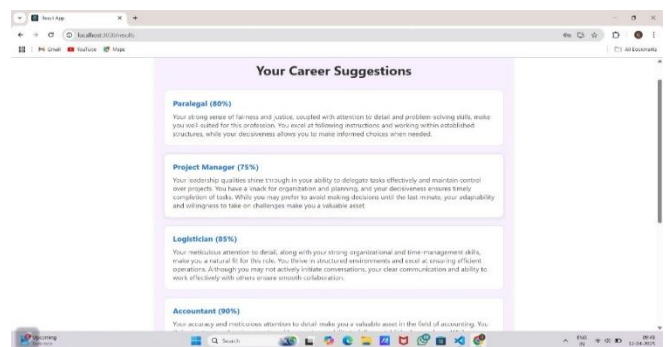 React App
localhost:3000/results
Gmail YouTube Maps
All Bookmarks
Your Career Suggestions
Paralegal (80%)
Your strong sense of fairness and justice, coupled with attention to detail and problem-solving skills, make
you well-suited for this profession. You excel at following instructions and working within established
structures, while your decisiveness allows you to make informed choices when needed.
Project Manager (75%)
Your leadership qualities shine through in your ability to delegate tasks effectively and maintain control
over projects. You have a knack for organization and planning, and your decisiveness ensures timely
completion of tasks. While you may prefer to avoid making decisions until the last minute, your adaptability
and willingness to take on challenges make you a valuable asset.
Logistician (85%)
Your meticulous attention to detail, along with your strong organizational and time-management skills,
make you a natural fit for this role. You thrive in structured environments and excel at ensuring efficient
operations. Although you may not actively initiate conversations, your clear communication and ability to
work effectively with others ensure smooth collaboration.
Accountant (90%)
Your accuracy and meticulous attention to detail make you a valuable asset in the field of accounting. You
Upcoming
Search
ENG
IN